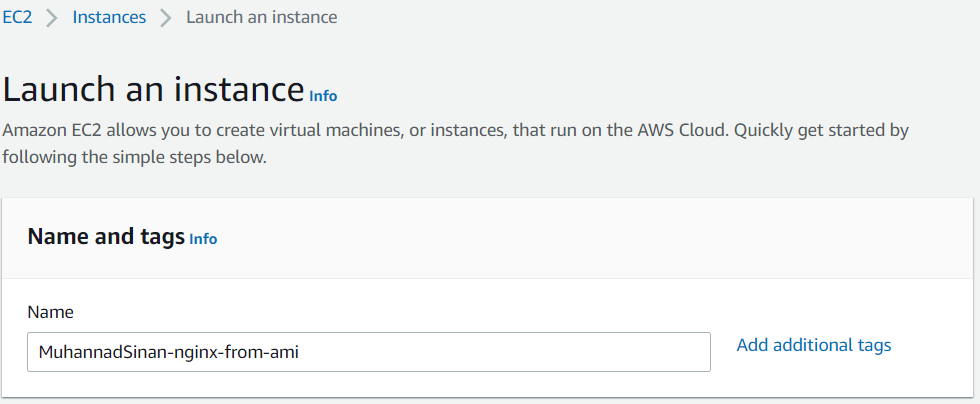 EC2 > Instances > Launch an instance
Launch an instance Info
Amazon EC2 allows you to create virtual machines, or instances, that run on the AWS Cloud. Quickly get started by
following the simple steps below.
Name and tags Info
Name
MuhannadSinan-nginx-from-ami
Add additional tags